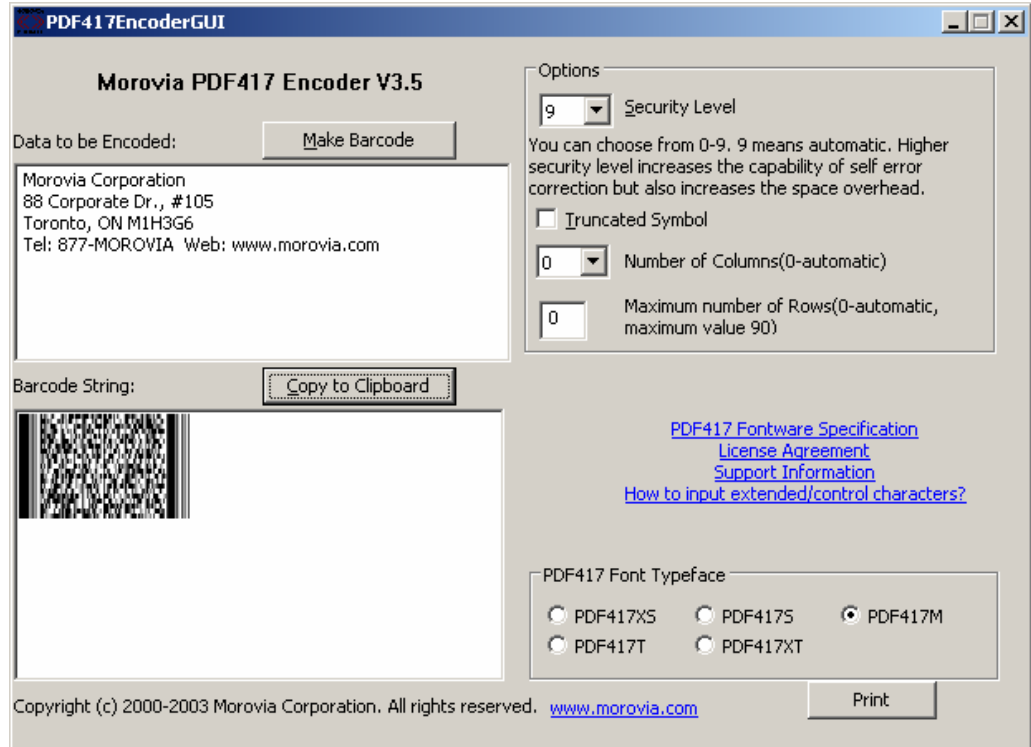 PDF417EncoderGUI
Morovia PDF417 Encoder V3.5
Data to be Encoded:
Make Barcode
Morovia Corporation
88 Corporate Dr., #105
Toronto, ON M1H3G6
Tel: 877-MOROVIA  Web: www.morovia.com
Barcode String:
Copy to Clipboard
Options
9
Security Level
You can choose from 0-9. 9 means automatic. Higher
security level increases the capability of self error
correction but also increases the space overhead.
Truncated Symbol
0
Number of Columns(0-automatic)
0
Maximum number of Rows(0-automatic,
maximum value 90)
PDF417 Fontware Specification
License Agreement
Support Information
How to input extended/control characters?
PDF417 Font Typeface
PDF417XS
PDF417S
PDF417M
PDF417T
PDF417XT
Print
Copyright (c) 2000-2003 Morovia Corporation. All rights reserved.
www.morovia.com